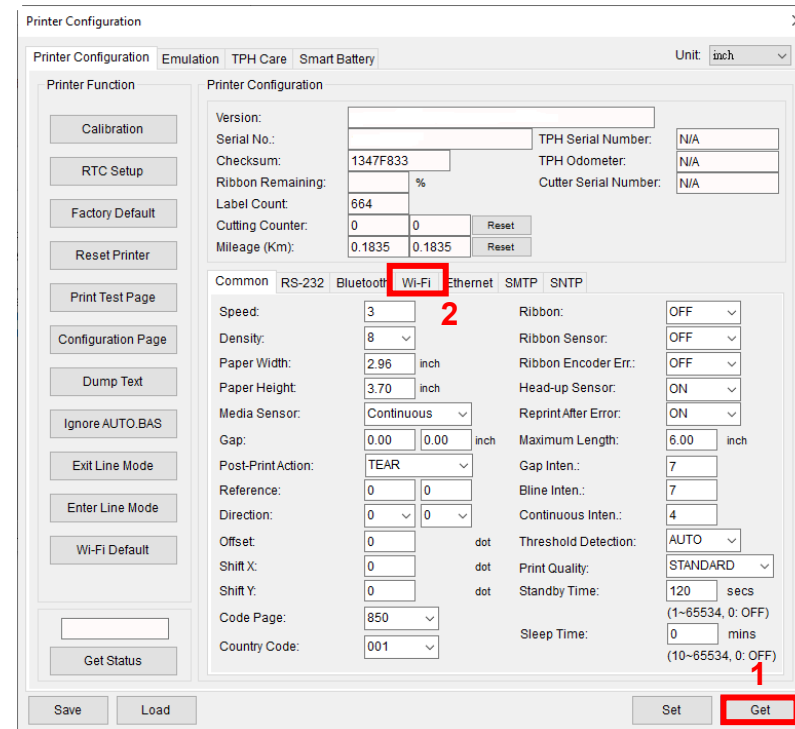 Printer Configuration
Printer Configuration Emulation TPH Care Smart Battery Unit: inch
Printer Function
Calibration
RTC Setup
Factory Default
Reset Printer
Print Test Page
Configuration Page
Dump Text
Ignore AUTO.BAS
Exit Line Mode
Enter Line Mode
Wi-Fi Default
Get Status
Printer Configuration
Version:
Serial No.: TPH Serial Number: N/A
Checksum: 1347F833 TPH Odometer: N/A
Ribbon Remaining: % Cutter Serial Number: N/A
Label Count: 664
Cutting Counter: 0 0 Reset
Mileage (Km): 0.1835 0.1835 Reset
Common RS-232 Bluetooth Wi-Fi Ethernet SMTP SNTP
2
Speed: 3 Ribbon: OFF
Density: 8 Ribbon Sensor: OFF
Paper Width: 2.96 inch Ribbon Encoder Err.: OFF
Paper Height: 3.70 inch Head-up Sensor: ON
Media Sensor: Continuous Reprint After Error: ON
Gap: 0.00 0.00 inch Maximum Length: 6.00 inch
Post-Print Action: TEAR Gap Inten.: 7
Reference: 0 0 Bline Inten.: 7
Direction: 0 0 Continuous Inten.: 4
Offset: 0 dot Threshold Detection: AUTO
Shift X: 0 dot Print Quality: STANDARD
Shift Y: 0 dot Standby Time: 120 secs
(1~65534, 0: OFF)
Code Page: 850
Sleep Time: 0 mins
Country Code: 001
(10~65534, 0: OFF)
1
Save Load Set Get